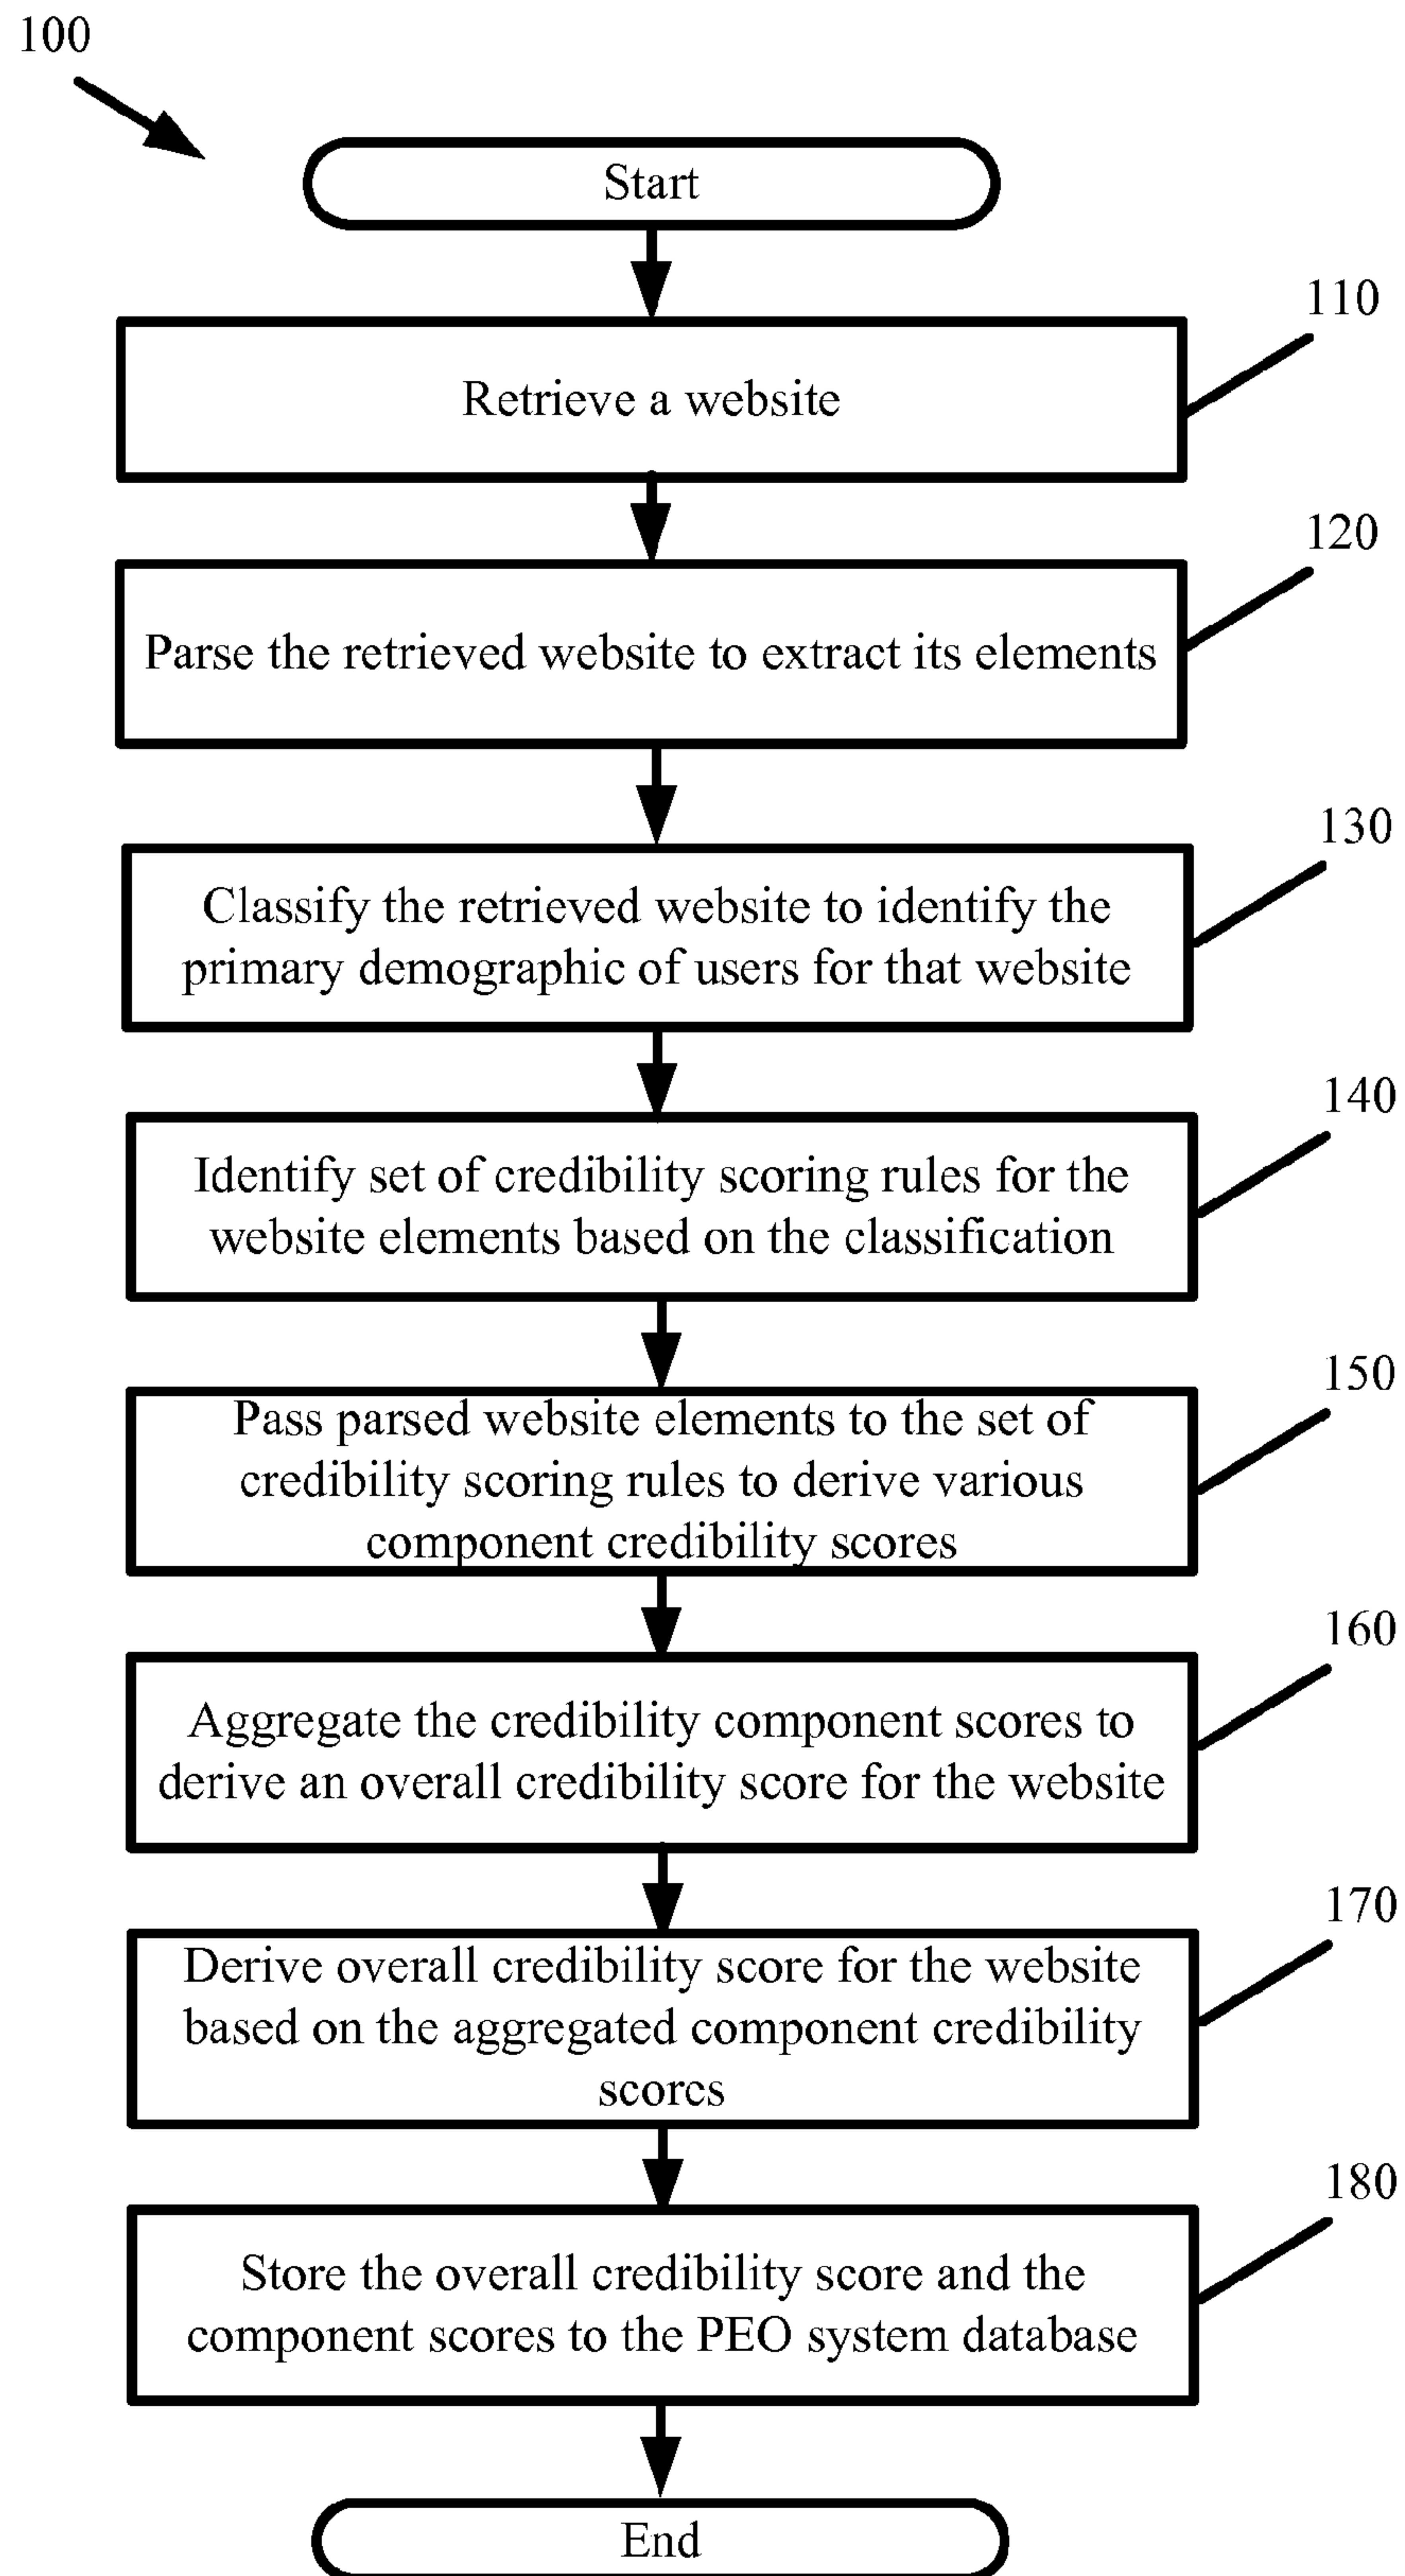 100
Start
110
Retrieve a website
120
Parse the retrieved website to extract its elements
130
Classify the retrieved website to identify the
primary demographic of users for that website
140
Identify set of credibility scoring rules for the
website elements based on the classification
150
Pass parsed website elements to the set of
credibility scoring rules to derive various
component credibility scores
160
Aggregate the credibility component scores to
derive an overall credibility score for the website
170
Derive overall credibility score for the website
based on the aggregated component credibility
scores
180
Store the overall credibility score and the
component scores to the PEO system database
End